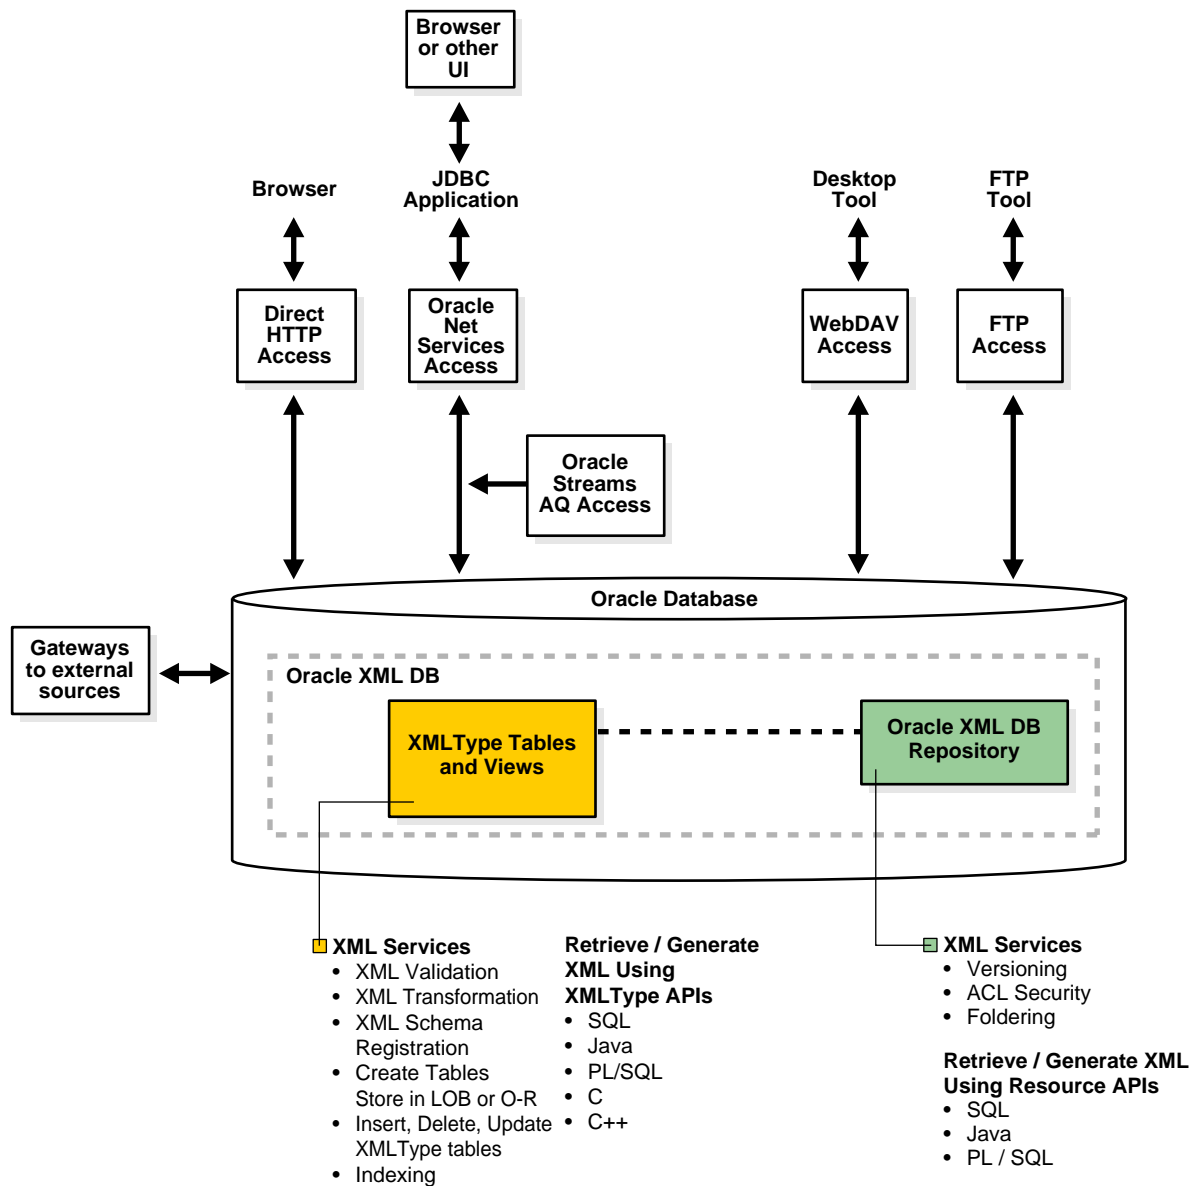 Browser
or other
UI
Browser
JDBC
Application
Desktop
Tool
FTP
Tool
Direct
HTTP
Access
Oracle
Net
Services
Access
WebDAV
Access
FTP
Access
Oracle
Streams
AQ Access
Oracle Database
Gateways
to external
sources
Oracle XML DB
XMLType Tables
and Views
Oracle XML DB
Repository
XML Services
• XML Validation
• XML Transformation
• XML Schema
Registration
• Create Tables
Store in LOB or O-R
• Insert, Delete, Update
XMLType tables
• Indexing
Retrieve / Generate
XML Using
XMLType APIs
• SQL
• Java
• PL/SQL
• C
• C++
XML Services
• Versioning
• ACL Security
• Foldering
Retrieve / Generate XML
Using Resource APIs
• SQL
• Java
• PL / SQL